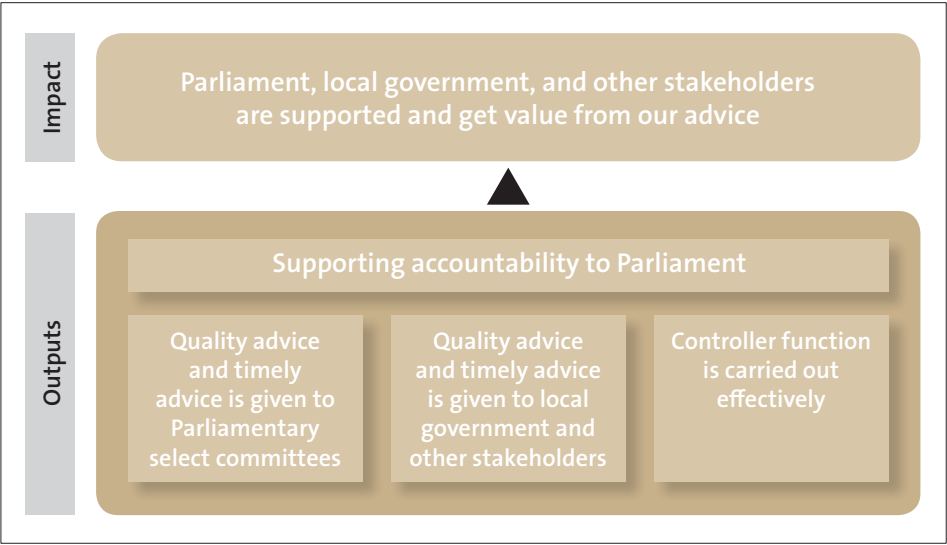 Impact
Parliament, local government, and other stakeholders
are supported and get value from our advice
Outputs
Supporting accountability to Parliament
Quality advice
and timely
advice is given to
Parliamentary
select committees
Quality advice
and timely advice
is given to local
government and
other stakeholders
Controller function
is carried out
effectively